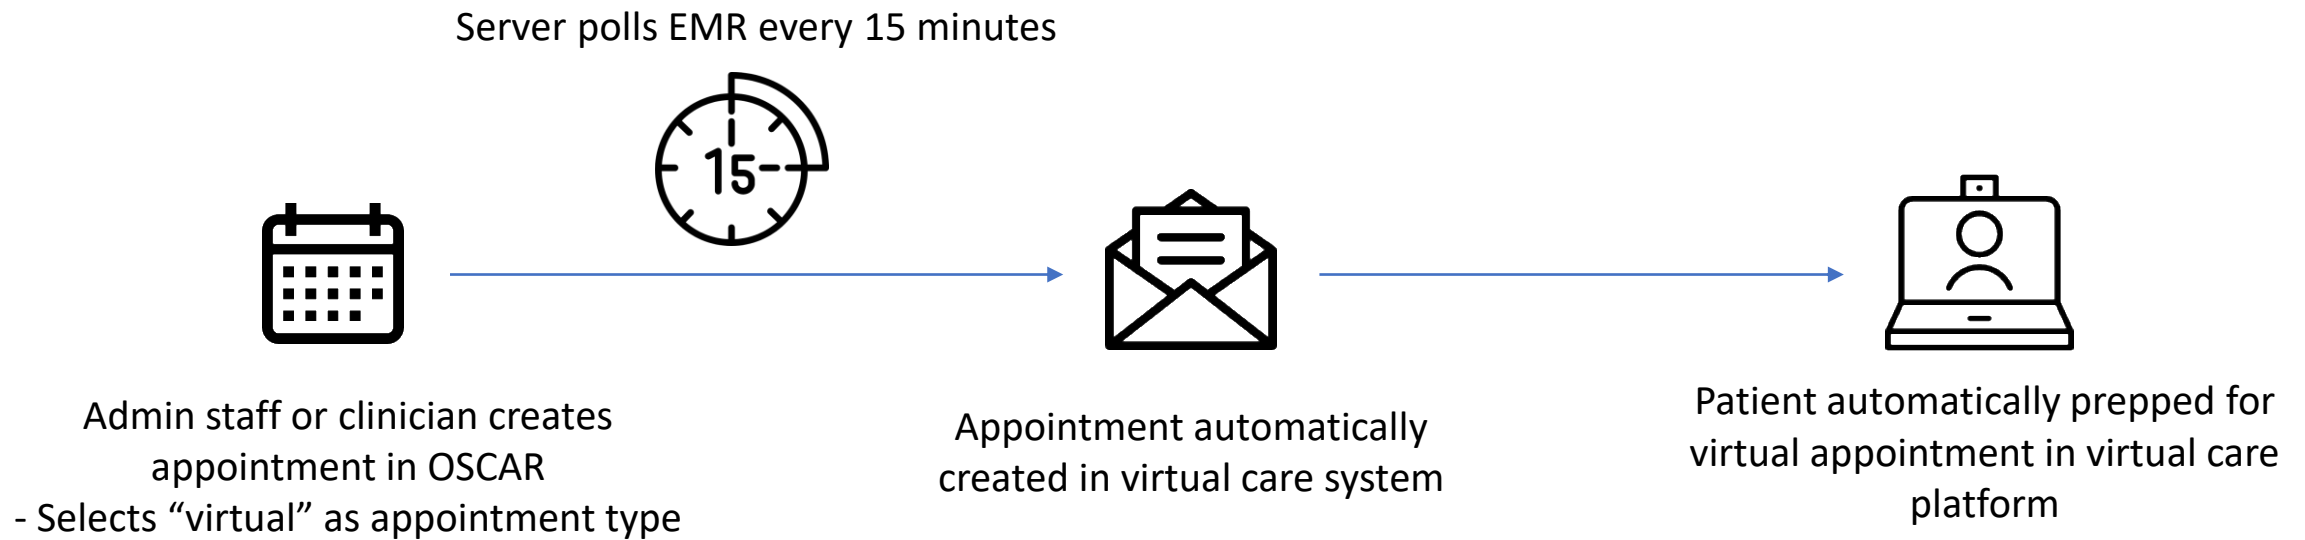 Server polls EMR every 15 minutes
15
Admin staff or clinician creates
appointment in OSCAR
- Selects “virtual” as appointment type
Appointment automatically
created in virtual care system
Patient automatically prepped for
virtual appointment in virtual care
platform